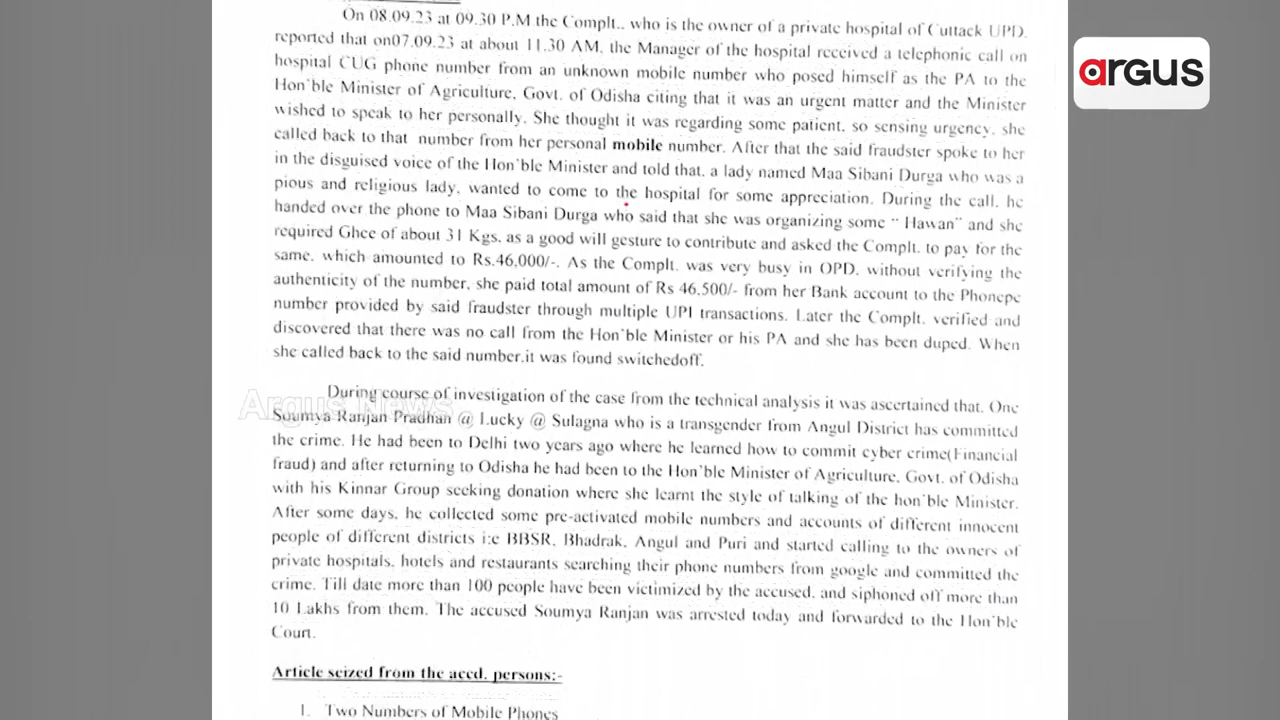 On 08.09.23 at 09.30 P.M the Complt.. who is the owner of a private hospital of Cuttack UPD.
reported that on07.09.23 at about 11.30 AM, the Manager of the hospital received a telephonic call on
hospital CUG phone number from an unknown mobile number who posed himself as the PA to the
Hon'ble Minister of Agriculture, Govt. of Odisha citing that it was an urgent matter and the Minister
wished to speak to her personally. She thought it was regarding some patient, so sensing urgency, she
called back to that number from her personal mobile number. After that the said fraudster spoke to her
in the disguised voice of the Hon'ble Minister and told that, a lady named Maa Sibani Durga who was a
pious and religious lady, wanted to come to the hospital for some appreciation. During the call, he
handed over the phone to Maa Sibani Durga who said that she was organizing some " Hawan" and she
required Ghee of about 31 Kgs. as a good will gesture to contribute and asked the Complt. to pay for the
same, which amounted to Rs.46,000/-. As the Complt. was very busy in OPD, without verifying the
authenticity of the number, she paid total amount of Rs 46,500/- from her Bank account to the Phonepe
number provided by said fraudster through multiple UPI transactions. Later the Complt. verified and
discovered that there was no call from the Hon'ble Minister or his PA and she has been duped. When
she called back to the said number,it was found switchedoff.
During course of investigation of the case from the technical analysis it was ascertained that, One
Soumya Ranjan Pradhan @ Lucky @ Sulagna who is a transgender from Angul District has committed
the crime. He had been to Delhi two years ago where he learned how to commit cyber crime(Financial
fraud) and after returning to Odisha he had been to the Hon'ble Minister of Agriculture, Govt. of Odisha
with his Kinnar Group seeking donation where she learnt the style of talking of the hon'ble Minister.
After some days, he collected some pre-activated mobile numbers and accounts of different innocent
people of different districts i:e BBSR, Bhadrak, Angul and Puri and started calling to the owners of
private hospitals, hotels and restaurants searching their phone numbers from google and committed the
crime. Till date more than 100 people have been victimized by the accused, and siphoned off more than
10 Lakhs from them. The accused Soumya Ranjan was arrested today and forwarded to the Hon'ble
Court.
Article seized from the accd. persons:-
1. Two Numbers of Mobile Phones
argus
Argus News